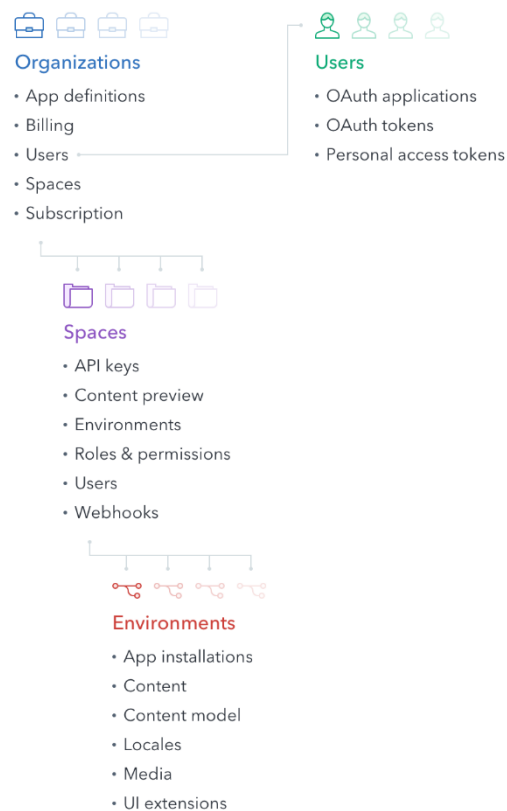 Organizations
• App definitions
• Billing
• Users
• Spaces
• Subscription
Users
• OAuth applications
• OAuth tokens
• Personal access tokens
Spaces
• API keys
• Content preview
• Environments
• Roles & permissions
• Users
• Webhooks
Environments
• App installations
• Content
• Content model
• Locales
• Media
• UI extensions